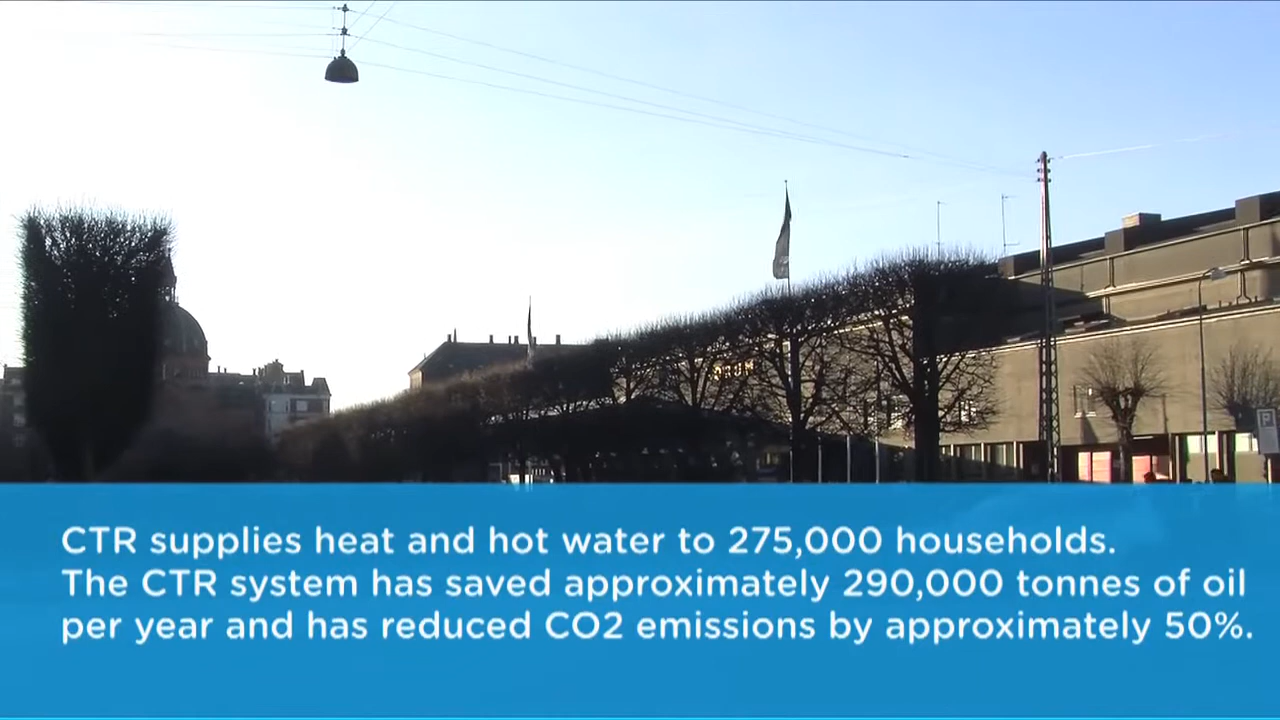 CTR supplies heat and hot water to 275,000 households.
The CTR system has saved approximately 290,000 tonnes of oil
per year and has reduced CO2 emissions by approximately 50%.
P